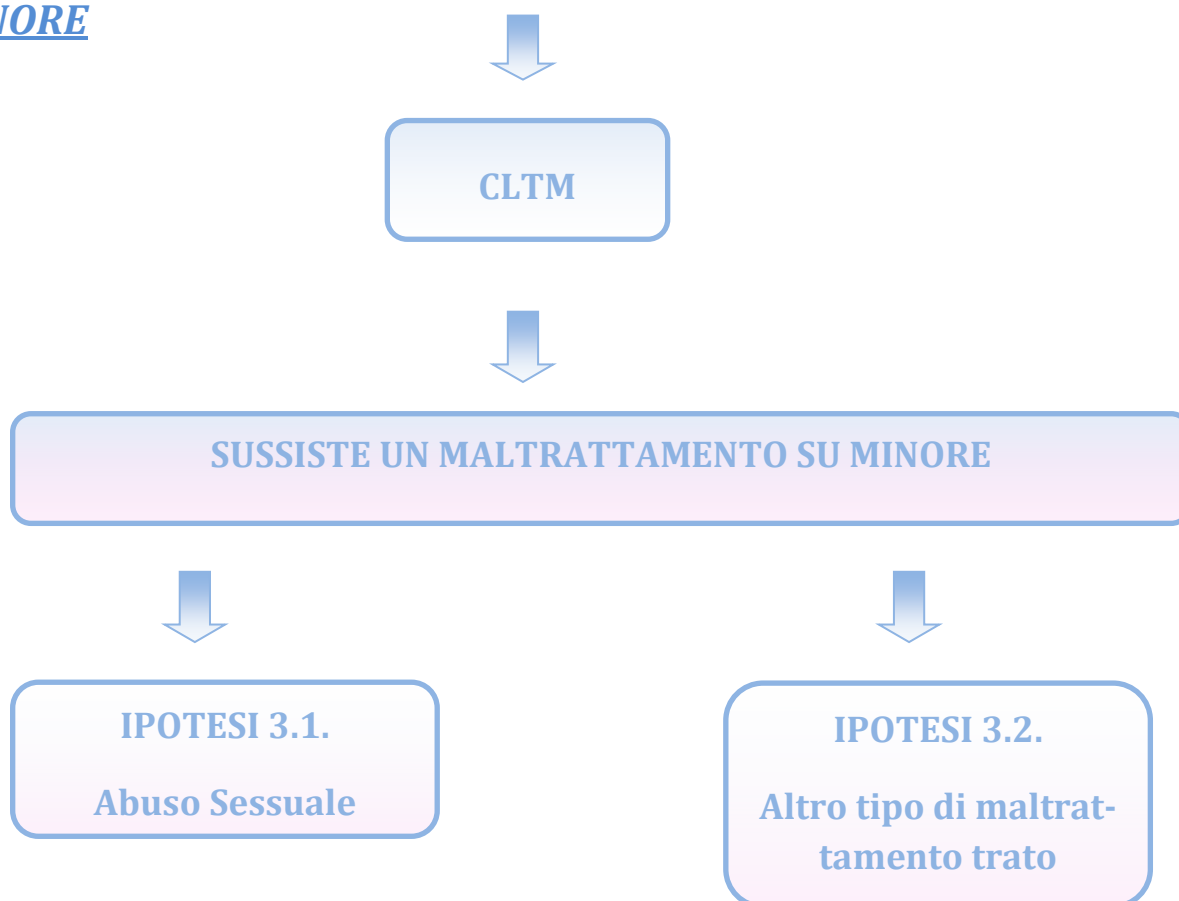 NORE
CLTM
SUSSISTE UN MALTRATTAMENTO SU MINORE
IPOTESI 3.1.
Abuso Sessuale
IPOTESI 3.2.
Altro tipo di maltrat-
tamento trato